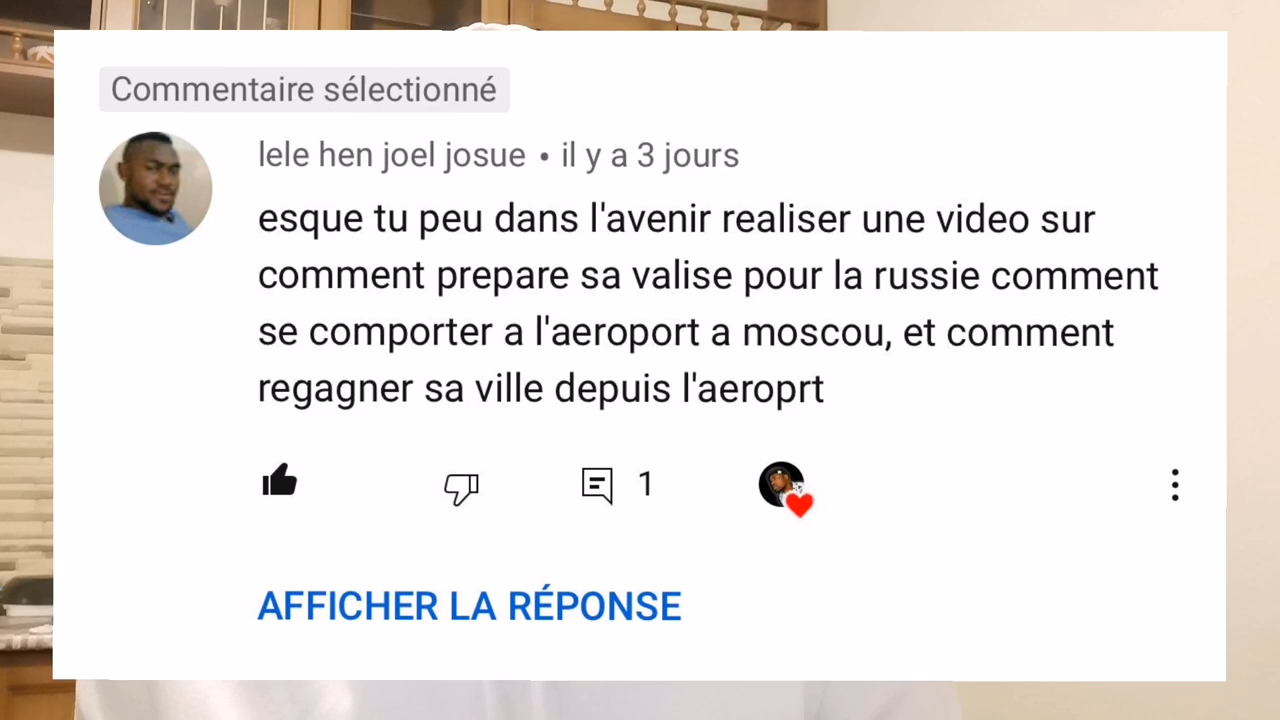 Commentaire sélectionné
lele hen joel josue • il y a 3 jours
esque tu peu dans l'avenir realiser une video sur
comment prepare sa valise pour la russie comment
se comporter a l'aeroport a moscou, et comment
regagner sa ville depuis l'aeroprt
1
AFFICHER LA RÉPONSE